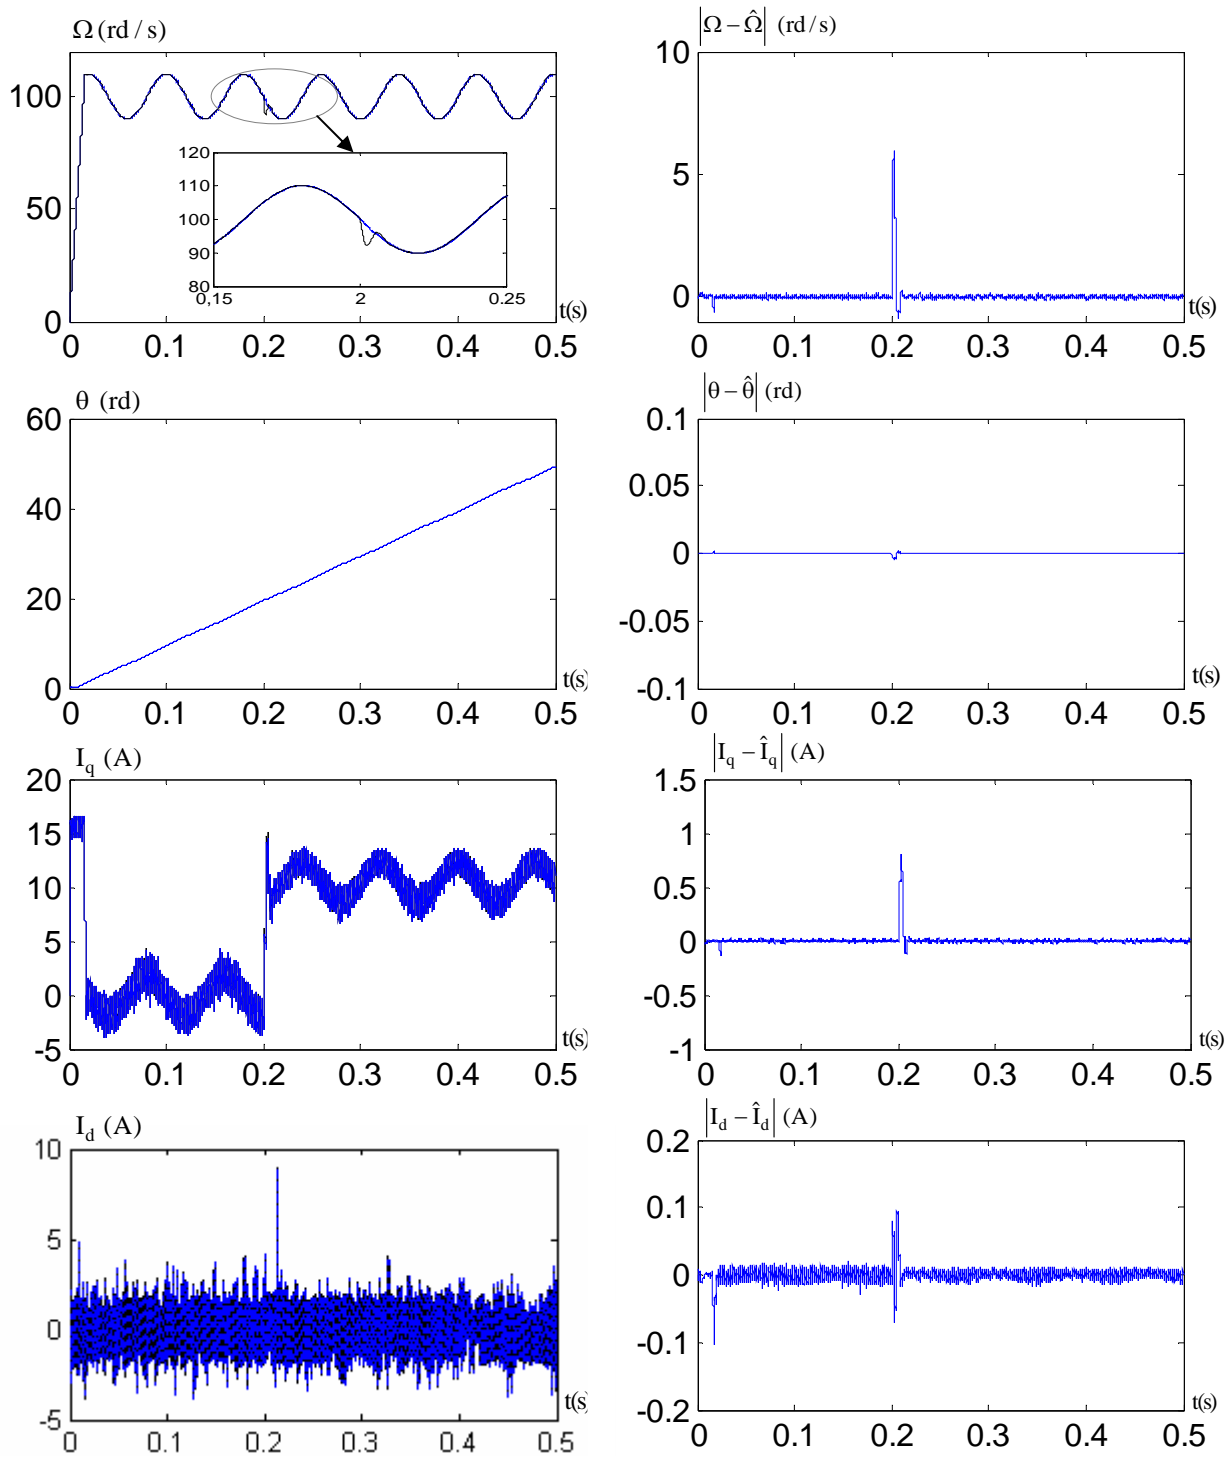 Ω (rd / s)
100
50
0
0 0.1 0.2 0.3 0.4 0.5
t(s)
120
110
100
90
80
0,15 2 0.25
|Ω − Ω̂| (rd / s)
10
5
0
0 0.1 0.2 0.3 0.4 0.5
t(s)
θ (rd)
60
40
20
0
0 0.1 0.2 0.3 0.4 0.5
t(s)
|θ − θ̂| (rd)
0.1
0.05
0
-0.05
-0.1
0 0.1 0.2 0.3 0.4 0.5
t(s)
I_q (A)
20
15
10
5
0
-5
0 0.1 0.2 0.3 0.4 0.5
t(s)
|I_q − Î_q| (A)
1.5
1
0.5
0
-0.5
-1
0 0.1 0.2 0.3 0.4 0.5
t(s)
I_d (A)
10
5
0
-5
0 0.1 0.2 0.3 0.4 0.5
t(s)
|I_d − Î_d| (A)
0.2
0.1
0
-0.1
-0.2
0 0.1 0.2 0.3 0.4 0.5
t(s)